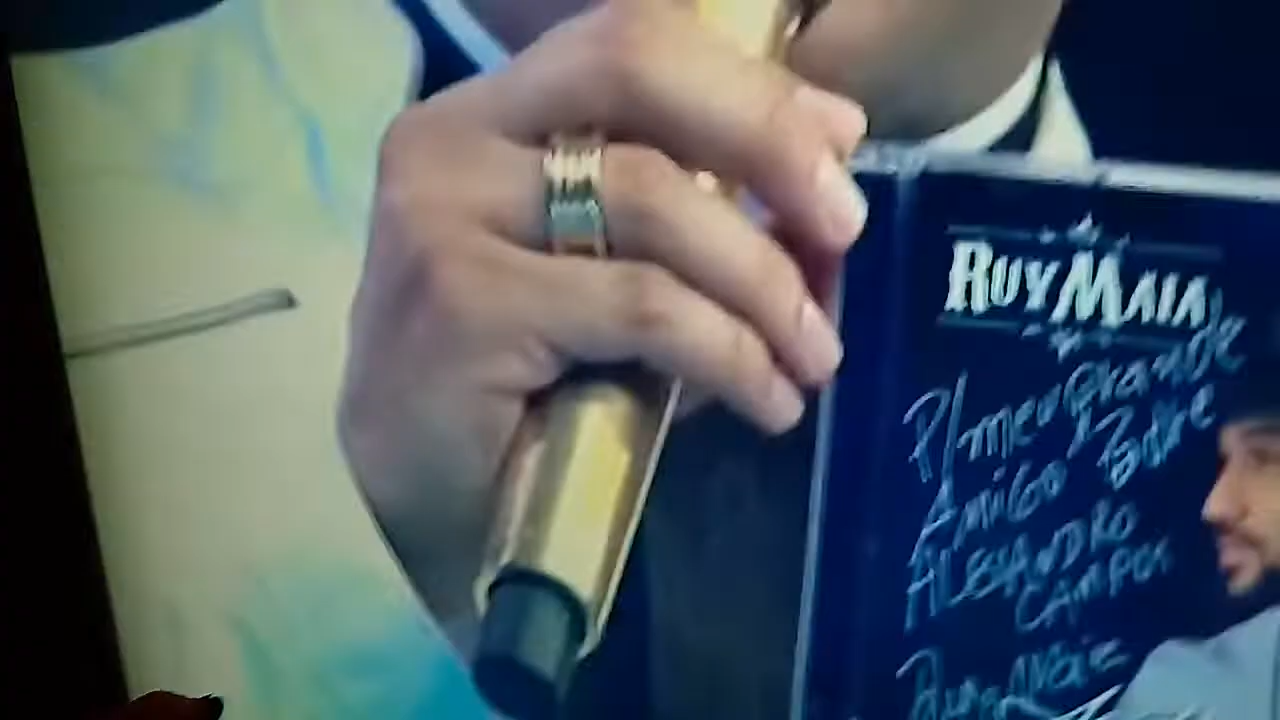 RUY MAIA
P/ MEU GRANDE
AMIGO PADRE
ALESANDRO
CAMPOS